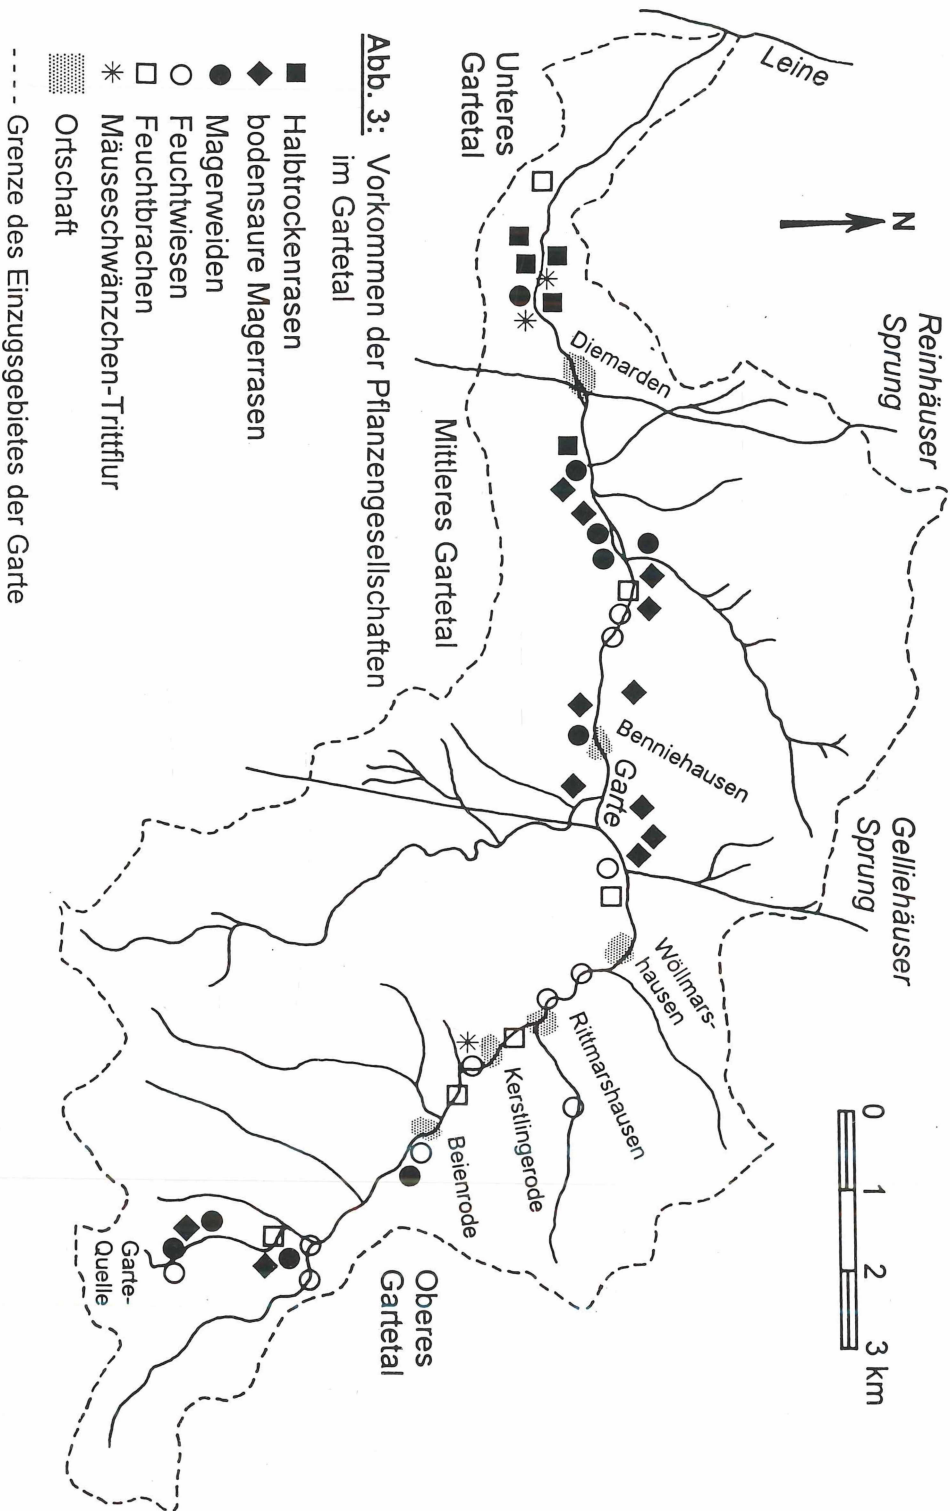 Leine
N
Reinhäuser
Sprung
Gelliehäuser
Sprung
0 1 2 3 km
Unteres
Gartetal
Diemarden
Mittleres Gartetal
Benniehausen
Garte
Wöllmars-
hausen
Rittmarshausen
Kerstlingerode
Beienrode
Oberes
Gartetal
Garte-
Quelle
Abb. 3: Vorkommen der Pflanzengesellschaften
im Gartetal
Halbtrockenrasen
bodensaure Magerrasen
Magerweiden
Feuchtwiesen
Feuchtbrachen
Mäuseschwänzchen-Trittflur
Ortschaft
Grenze des Einzugsgebietes der Garte